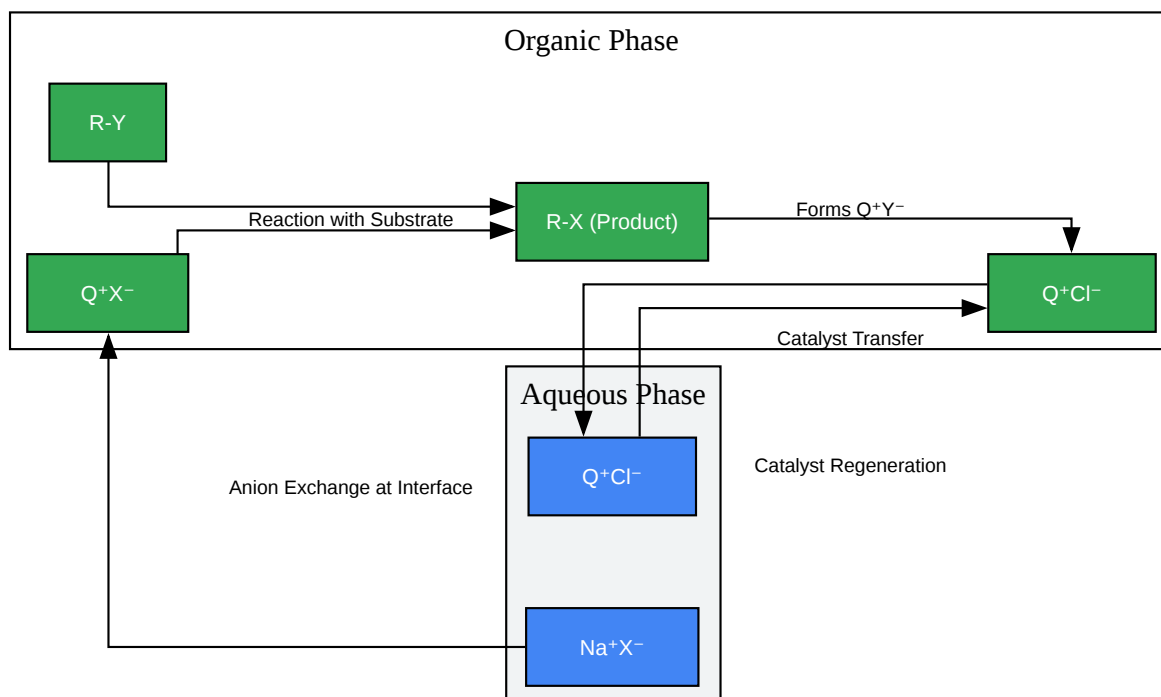 Organic Phase
R-Y
R-X (Product)
Forms Q⁺Y⁻
Reaction with Substrate
Q⁺X⁻
Q⁺Cl⁻
Catalyst Transfer
Aqueous Phase
Q⁺Cl⁻
Catalyst Regeneration
Anion Exchange at Interface
Na⁺X⁻